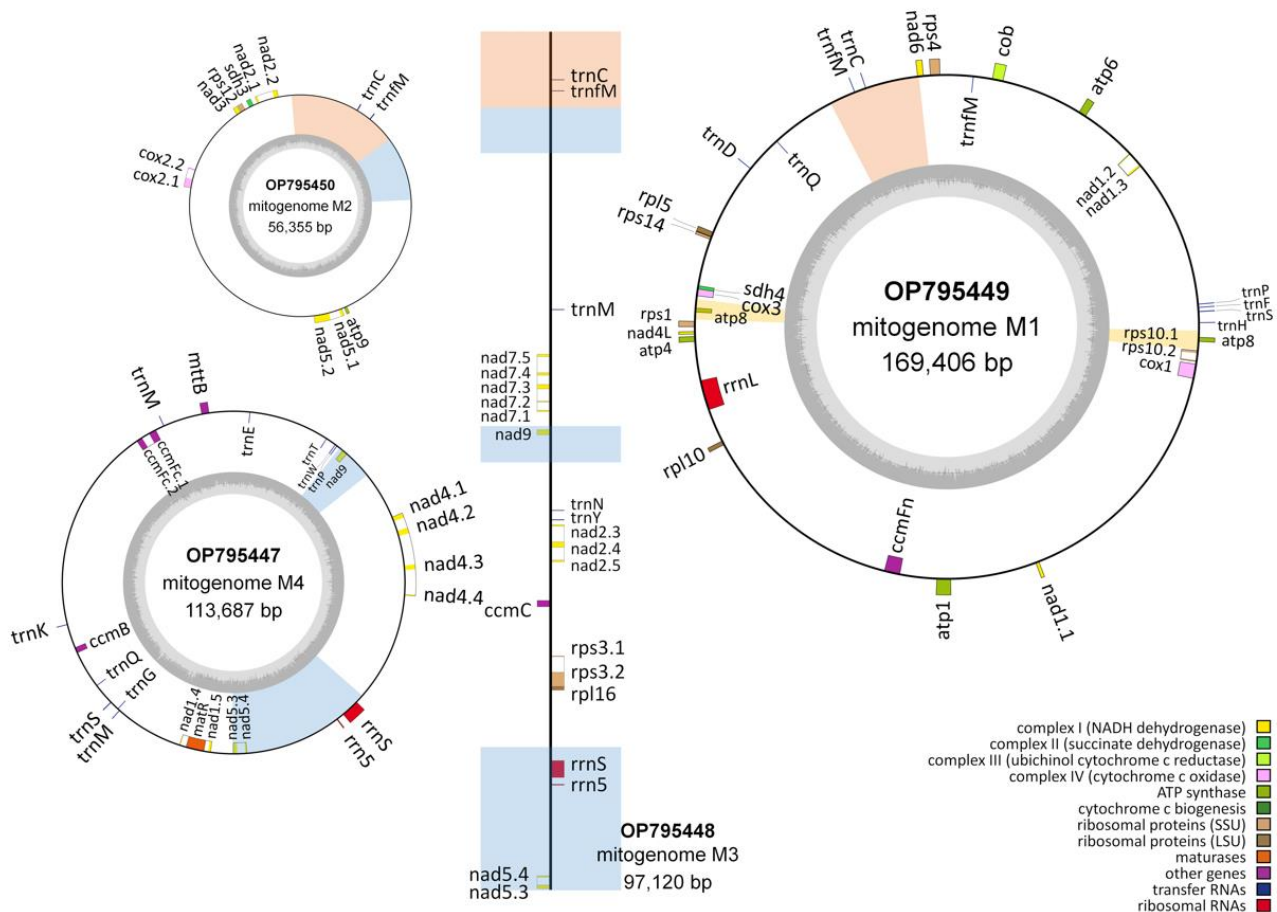 nad3
rps12
sdh3
nad2.1
nad2.2
trnC
trnfM
cox2.2
cox2.1
OP795450
mitogenome M2
56,355 bp
nad5.2
nad5.1
atp9
trnM
mttB
trnE
trnT
trnW
trnP
nad9
ccmFc.1
ccmFc.2
nad4.1
nad4.2
nad4.3
nad4.4
OP795447
mitogenome M4
113,687 bp
trnK
ccmB
trnQ
trnG
trnS
trnM
nad1.4
matR
nad1.5
nad5.3
nad5.4
rrnS
rrn5
trnC
trnfM
trnM
nad7.5
nad7.4
nad7.3
nad7.2
nad7.1
nad9
trnN
trnY
nad2.3
nad2.4
nad2.5
ccmC
rps3.1
rps3.2
rpl16
rrnS
rrn5
OP795448
mitogenome M3
97,120 bp
nad5.4
nad5.3
trnfM
trnC
nad6
rps4
cob
trnfM
atp6
nad1.2
nad1.3
trnD
trnQ
rpl5
rps14
sdh4
cox3
atp8
rps1
nad4L
atp4
rrnL
rpl10
ccmFn
atp1
nad1.1
OP795449
mitogenome M1
169,406 bp
trnP
trnF
trnS
trnH
atp8
rps10.1
rps10.2
cox1
complex I (NADH dehydrogenase)
complex II (succinate dehydrogenase)
complex III (ubichinol cytochrome c reductase)
complex IV (cytochrome c oxidase)
ATP synthase
cytochrome c biogenesis
ribosomal proteins (SSU)
ribosomal proteins (LSU)
maturases
other genes
transfer RNAs
ribosomal RNAs